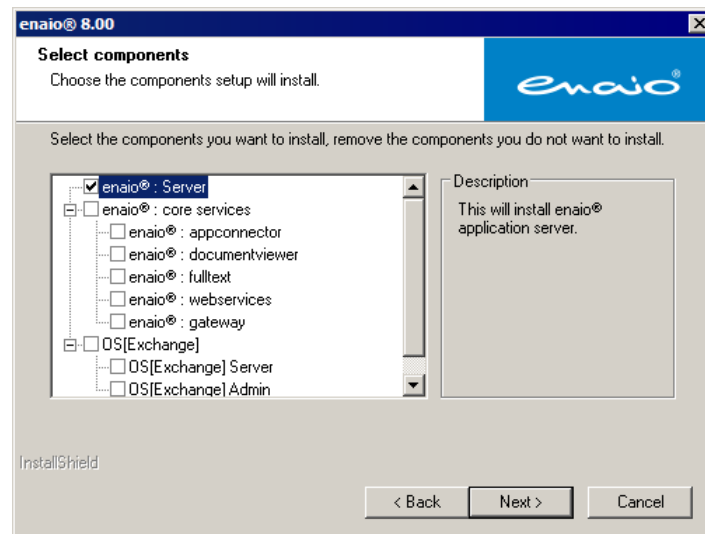 enaio® 8.00
Select components
Choose the components setup will install.
enaio®
Select the components you want to install, remove the components you do not want to install.
enaio® : Server
enaio® : core services
enaio® : appconnector
enaio® : documentviewer
enaio® : fulltext
enaio® : webservices
enaio® : gateway
OS[Exchange]
OS[Exchange] Server
OS[Exchange] Admin
Description
This will install enaio®
application server.
InstallShield
< Back
Next >
Cancel